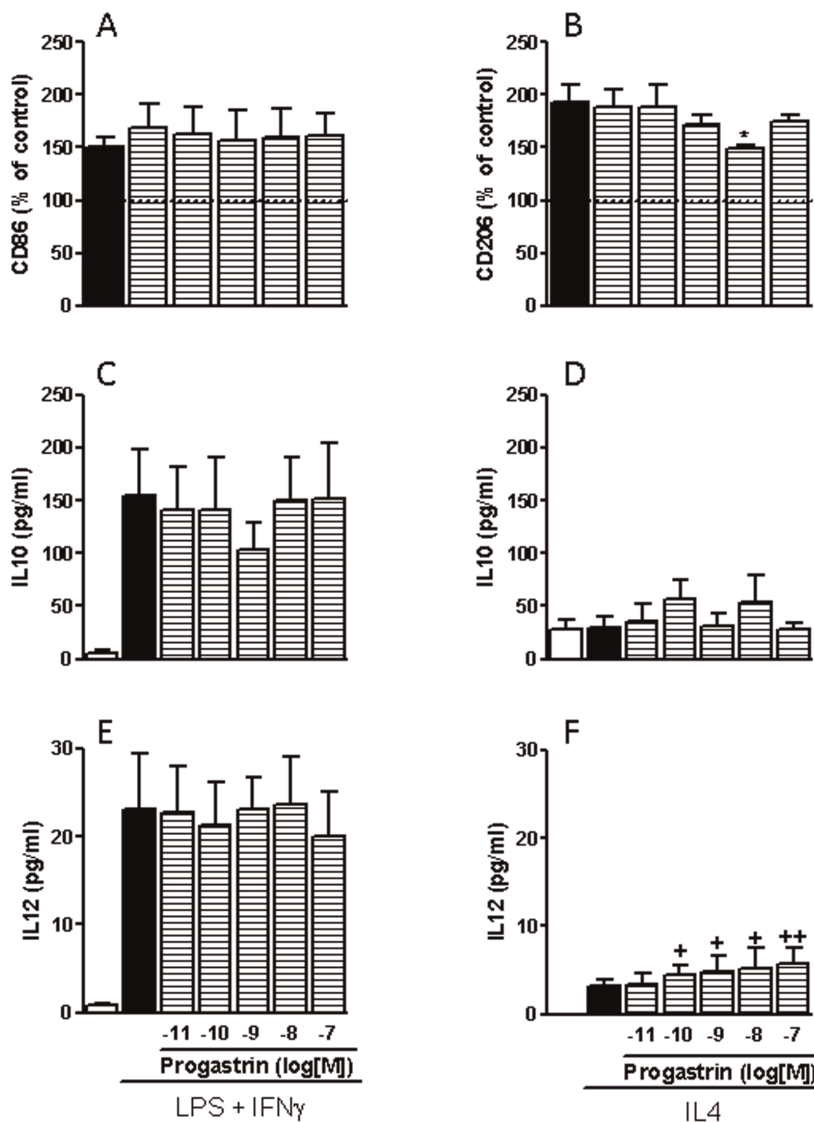 A
250
200
150
100
50
0
CD86 (% of control)
B
250
200
150
100
50
0
CD206 (% of control)
*
C
250
200
150
100
50
0
IL10 (pg/ml)
D
250
200
150
100
50
0
IL10 (pg/ml)
E
30
20
10
0
IL12 (pg/ml)
-11 -10 -9 -8 -7
Progastrin (log[M])
LPS + IFNγ
F
30
20
10
0
IL12 (pg/ml)
+ + + ++
-11 -10 -9 -8 -7
Progastrin (log[M])
IL4